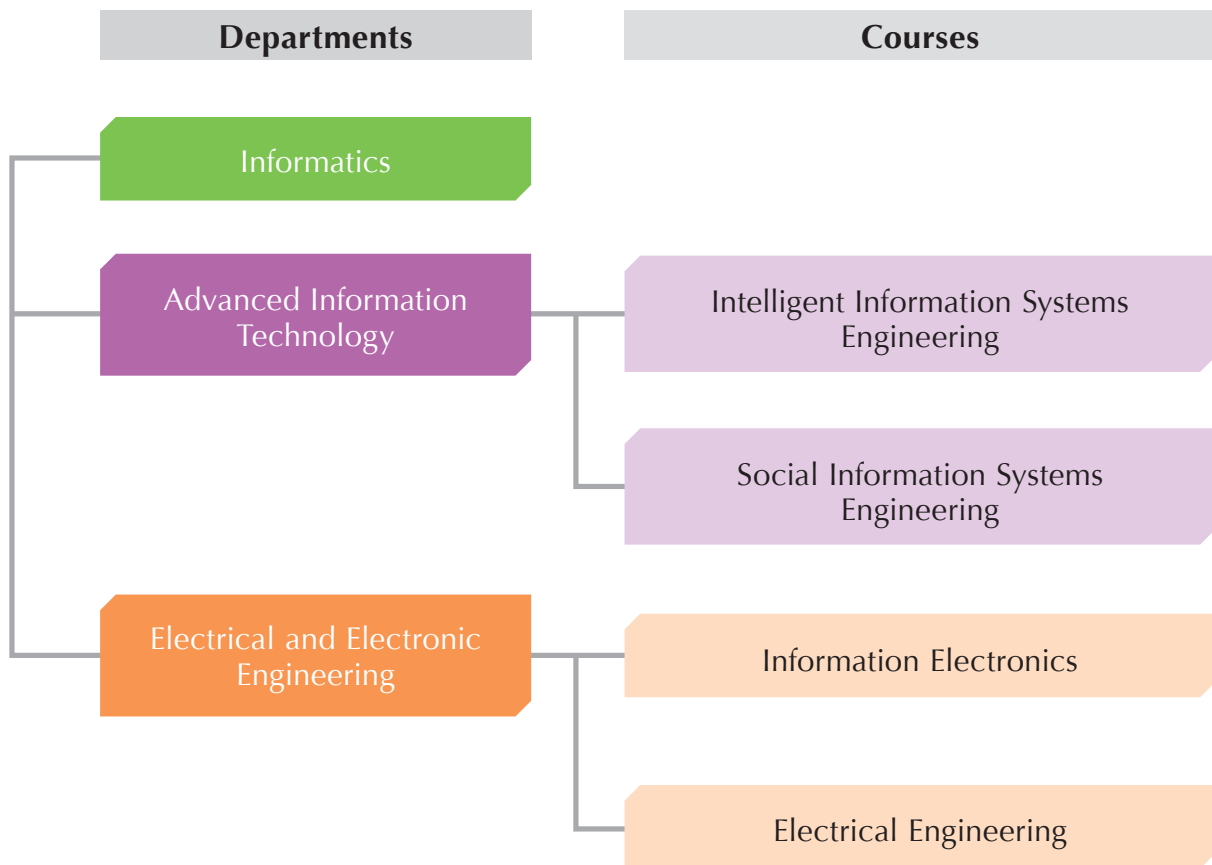 Departments
Courses
Informatics
Advanced Information
Technology
Intelligent Information Systems
Engineering
Social Information Systems
Engineering
Electrical and Electronic
Engineering
Information Electronics
Electrical Engineering